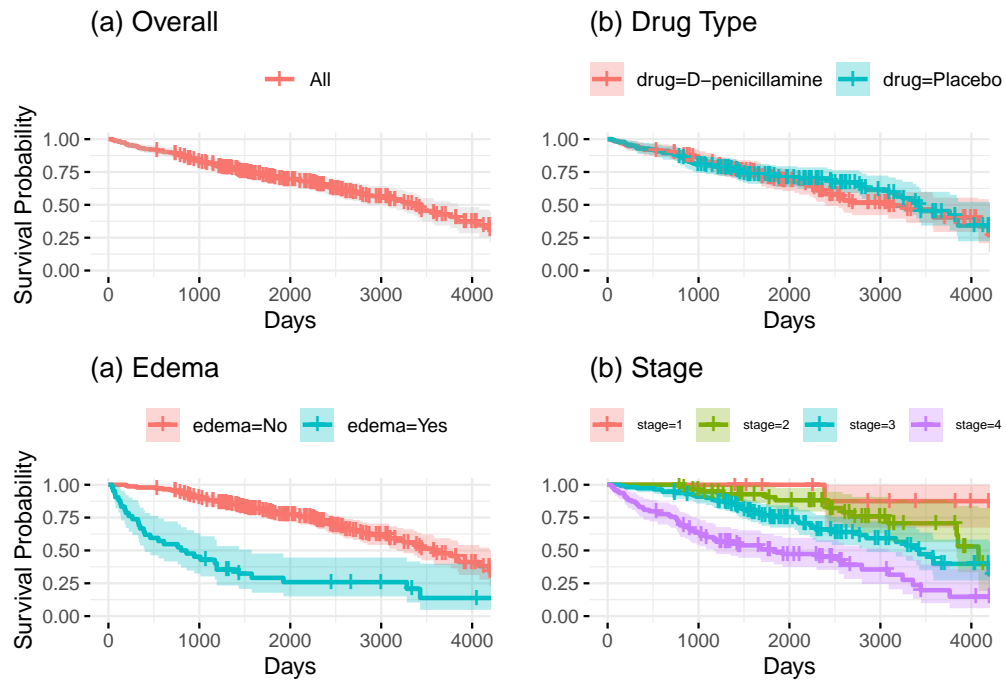 (a) Overall
All
Survival Probability
1.00
0.75
0.50
0.25
0.00
0 1000 2000 3000 4000
Days
(b) Drug Type
drug=D−penicillamine drug=Placebo
1.00
0.75
0.50
0.25
0.00
0 1000 2000 3000 4000
Days
(a) Edema
edema=No edema=Yes
Survival Probability
1.00
0.75
0.50
0.25
0.00
0 1000 2000 3000 4000
Days
(b) Stage
stage=1 stage=2 stage=3 stage=4
1.00
0.75
0.50
0.25
0.00
0 1000 2000 3000 4000
Days